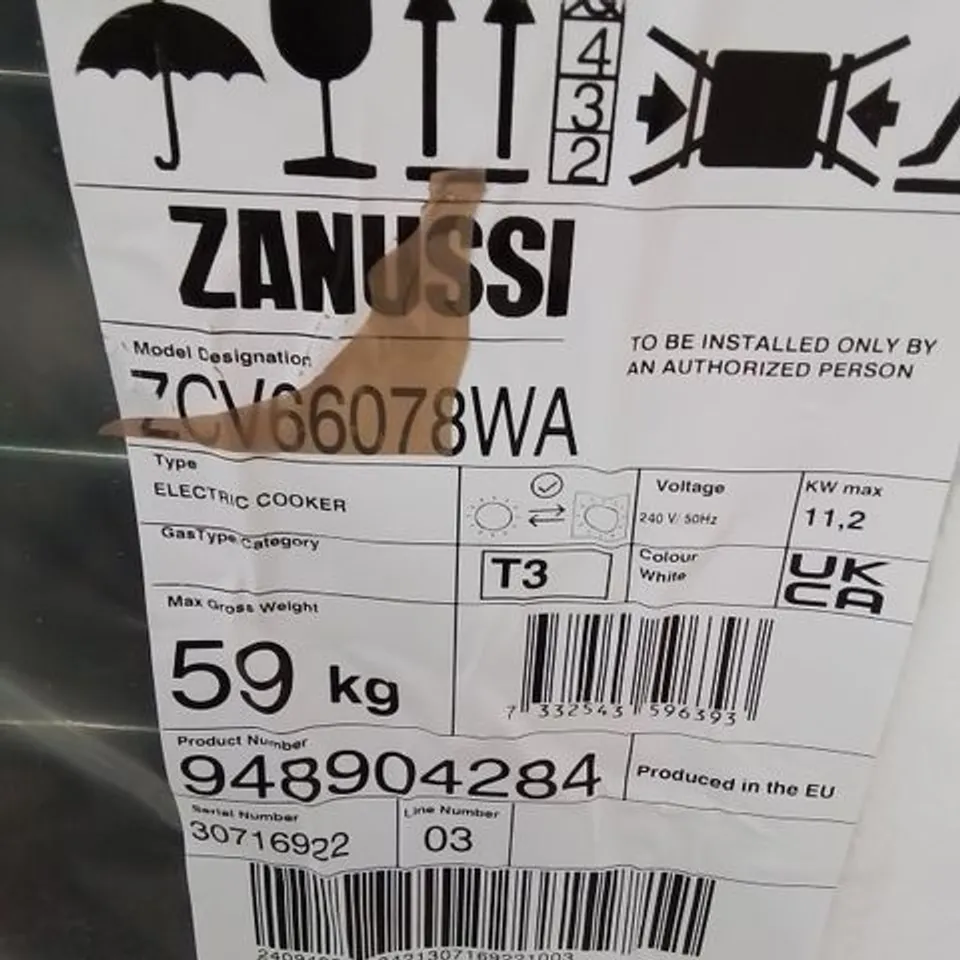 4
3
2
ZANUSSI
TO BE INSTALLED ONLY BY
AN AUTHORIZED PERSON
Model Designation
ZCV66078WA
Type
ELECTRIC COOKER
Voltage
240 V/ 50Hz
KW max
11,2
GasType Category
T3
Colour
White
UK
CA
Max Gross Weight
59 kg
7 332543 596393
Product Number
948904284
Produced in the EU
Serial Number
30716922
Line Number
03